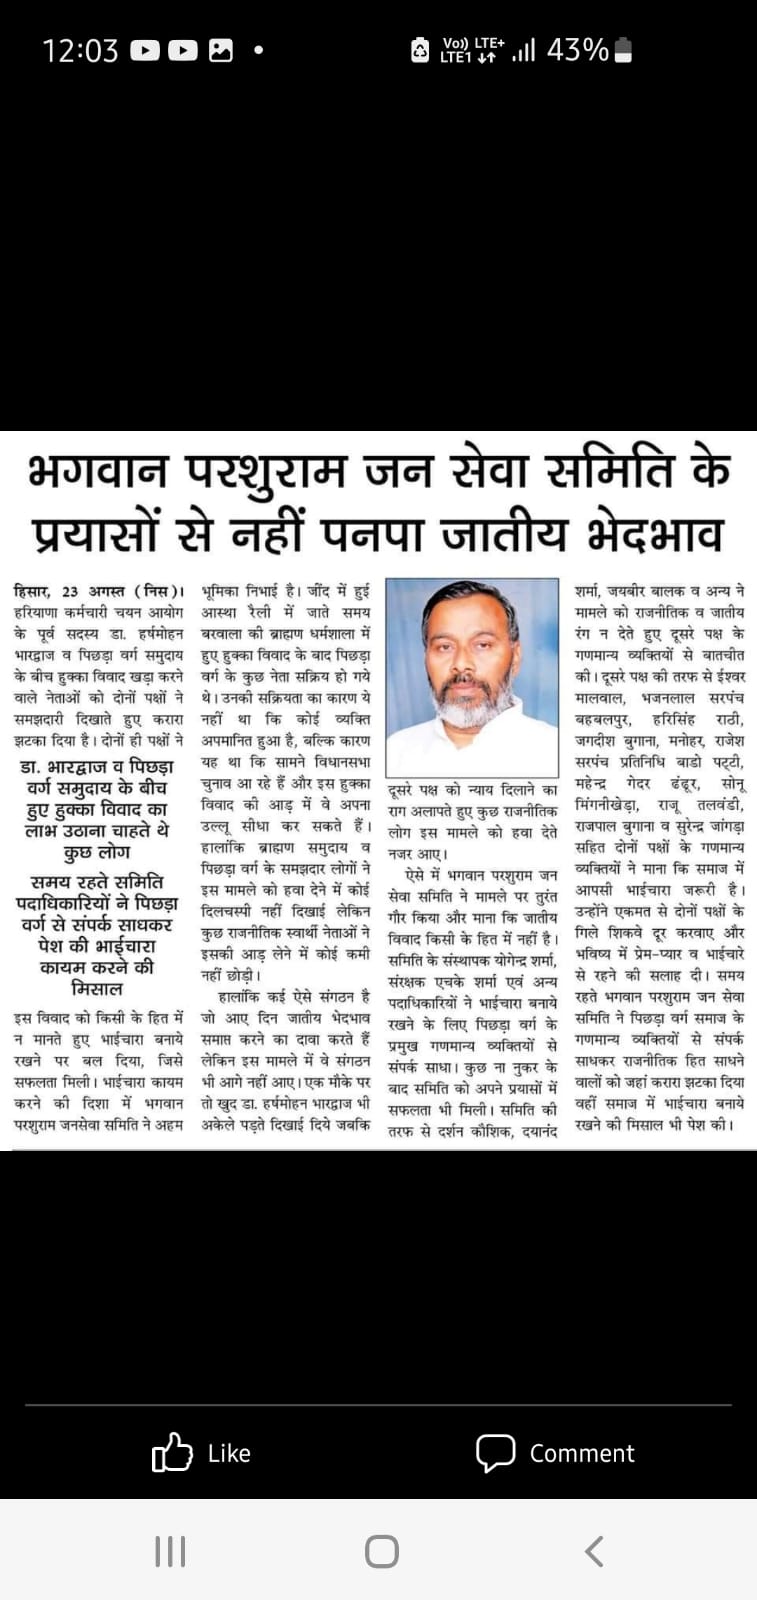 12:03
Vo)) LTE+
LTE1
43%
भगवान परशुराम जन सेवा समिति के
प्रयासों से नहीं पनपा जातीय भेदभाव
हिसार, 23 अगस्त (निस)।
हरियाणा कर्मचारी चयन आयोग
के पूर्व सदस्य डा. हर्षमोहन
भारद्वाज व पिछड़ा वर्ग समुदाय
के बीच हुक्का विवाद खड़ा करने
वाले नेताओं को दोनों पक्षों ने
समझदारी दिखाते हुए करारा
झटका दिया है। दोनों ही पक्षों ने
डा. भारद्वाज व पिछड़ा
वर्ग समुदाय के बीच
हुए हुक्का विवाद का
लाभ उठाना चाहते थे
कुछ लोग
समय रहते समिति
पदाधिकारियों ने पिछड़ा
वर्ग से संपर्क साधकर
पेश की भाईचारा
कायम करने की
मिसाल
इस विवाद को किसी के हित में
न मानते हुए भाईचारा बनाये
रखने पर बल दिया, जिसे
सफलता मिली। भाईचारा कायम
करने की दिशा में भगवान
परशुराम जनसेवा समिति ने अहम
भूमिका निभाई है। जींद में हुई
आस्था रैली में जाते समय
बरवाला की ब्राह्मण धर्मशाला में
हुए हुक्का विवाद के बाद पिछड़ा
वर्ग के कुछ नेता सक्रिय हो गये
थे। उनकी सक्रियता का कारण ये
नहीं था कि कोई व्यक्ति
अपमानित हुआ है, बल्कि कारण
यह था कि सामने विधानसभा
चुनाव आ रहे हैं और इस हुक्का
विवाद की आड़ में वे अपना
उल्लू सीधा कर सकते हैं।
हालांकि ब्राह्मण समुदाय व
पिछड़ा वर्ग के समझदार लोगों ने
इस मामले को हवा देने में कोई
दिलचस्पी नहीं दिखाई लेकिन
कुछ राजनीतिक स्वार्थी नेताओं ने
इसकी आड़ लेने में कोई कमी
नहीं छोड़ी।
हालांकि कई ऐसे संगठन है
जो आए दिन जातीय भेदभाव
समाप्त करने का दावा करते हैं
लेकिन इस मामले में वे संगठन
भी आगे नहीं आए। एक मौके पर
तो खुद डा. हर्षमोहन भारद्वाज भी
अकेले पड़ते दिखाई दिये जबकि
दूसरे पक्ष को न्याय दिलाने का
राग अलापते हुए कुछ राजनीतिक
लोग इस मामले को हवा देते
नजर आए।
ऐसे में भगवान परशुराम जन
सेवा समिति ने मामले पर तुरंत
गौर किया और माना कि जातीय
विवाद किसी के हित में नहीं है।
समिति के संस्थापक योगेन्द्र शर्मा,
संरक्षक एचके शर्मा एवं अन्य
पदाधिकारियों ने भाईचारा बनाये
रखने के लिए पिछड़ा वर्ग के
प्रमुख गणमान्य व्यक्तियों से
संपर्क साधा। कुछ ना नुकर के
बाद समिति को अपने प्रयासों में
सफलता भी मिली। समिति की
तरफ से दर्शन कौशिक, दयानंद
शर्मा, जयबीर बालक व अन्य ने
मामले को राजनीतिक व जातीय
रंग न देते हुए दूसरे पक्ष के
गणमान्य व्यक्तियों से बातचीत
की। दूसरे पक्ष की तरफ से ईश्वर
मालवाल, भजनलाल सरपंच
बहबलपुर, हरिसिंह राठी,
जगदीश बुगाना, मनोहर, राजेश
सरपंच प्रतिनिधि बाडो पट्टी,
महेन्द्र गेदर ढंढूर, सोनू
मिंगनीखेड़ा, राजू तलवंडी,
राजपाल बुगाना व सुरेन्द्र जांगड़ा
सहित दोनों पक्षों के गणमान्य
व्यक्तियों ने माना कि समाज में
आपसी भाईचारा जरूरी है।
उन्होंने एकमत से दोनों पक्षों के
गिले शिकवे दूर करवाए और
भविष्य में प्रेम-प्यार व भाईचारे
से रहने की सलाह दी। समय
रहते भगवान परशुराम जन सेवा
समिति ने पिछड़ा वर्ग समाज के
गणमान्य व्यक्तियों से संपर्क
साधकर राजनीतिक हित साधने
वालों को जहां करारा झटका दिया
वहीं समाज में भाईचारा बनाये
रखने की मिसाल भी पेश की।
Like
Comment